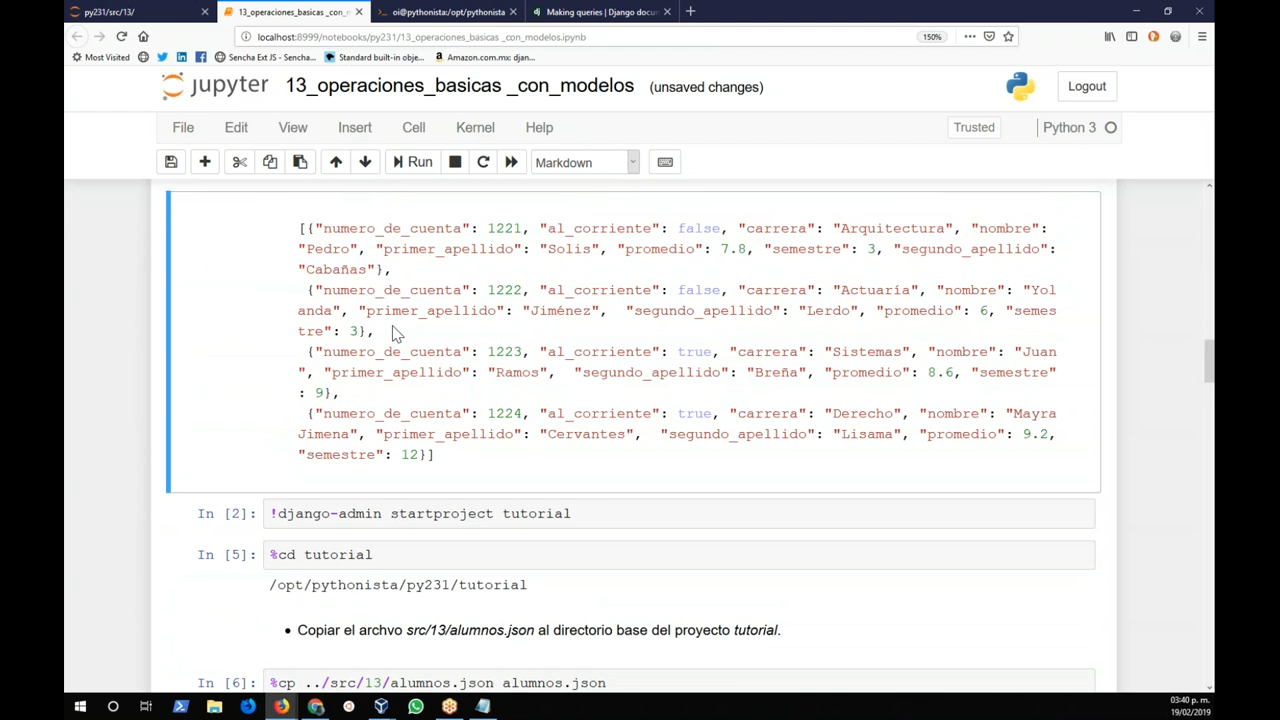 py231/src/13/
13_operaciones_basicas _con_m
oi@pythonista:/opt/pythonista
Making queries | Django docum
localhost:8999/notebooks/py231/13_operaciones_basicas _con_modelos.ipynb
150%
Most Visited
Sencha Ext JS - Sencha...
Standard built-in obje...
Amazon.com.mx: djan...
jupyter
13_operaciones_basicas _con_modelos (unsaved changes)
Logout
File Edit View Insert Cell Kernel Help
Trusted
Python 3
Run
Markdown
[{"numero_de_cuenta": 1221, "al_corriente": false, "carrera": "Arquitectura", "nombre":
"Pedro", "primer_apellido": "Solis", "promedio": 7.8, "semestre": 3, "segundo_apellido":
"Cabañas"},
{"numero_de_cuenta": 1222, "al_corriente": false, "carrera": "Actuaría", "nombre": "Yol
anda", "primer_apellido": "Jiménez", "segundo_apellido": "Lerdo", "promedio": 6, "semes
tre": 3},
{"numero_de_cuenta": 1223, "al_corriente": true, "carrera": "Sistemas", "nombre": "Juan
", "primer_apellido": "Ramos", "segundo_apellido": "Breña", "promedio": 8.6, "semestre"
: 9},
{"numero_de_cuenta": 1224, "al_corriente": true, "carrera": "Derecho", "nombre": "Mayra
Jimena", "primer_apellido": "Cervantes", "segundo_apellido": "Lisama", "promedio": 9.2,
"semestre": 12}]
In [2]: !django-admin startproject tutorial
In [5]: %cd tutorial
/opt/pythonista/py231/tutorial
• Copiar el archvo src/13/alumnos.json al directorio base del proyecto tutorial.
In [6]: %cp ../src/13/alumnos.json alumnos.json
03:40 p. m.
19/02/2019